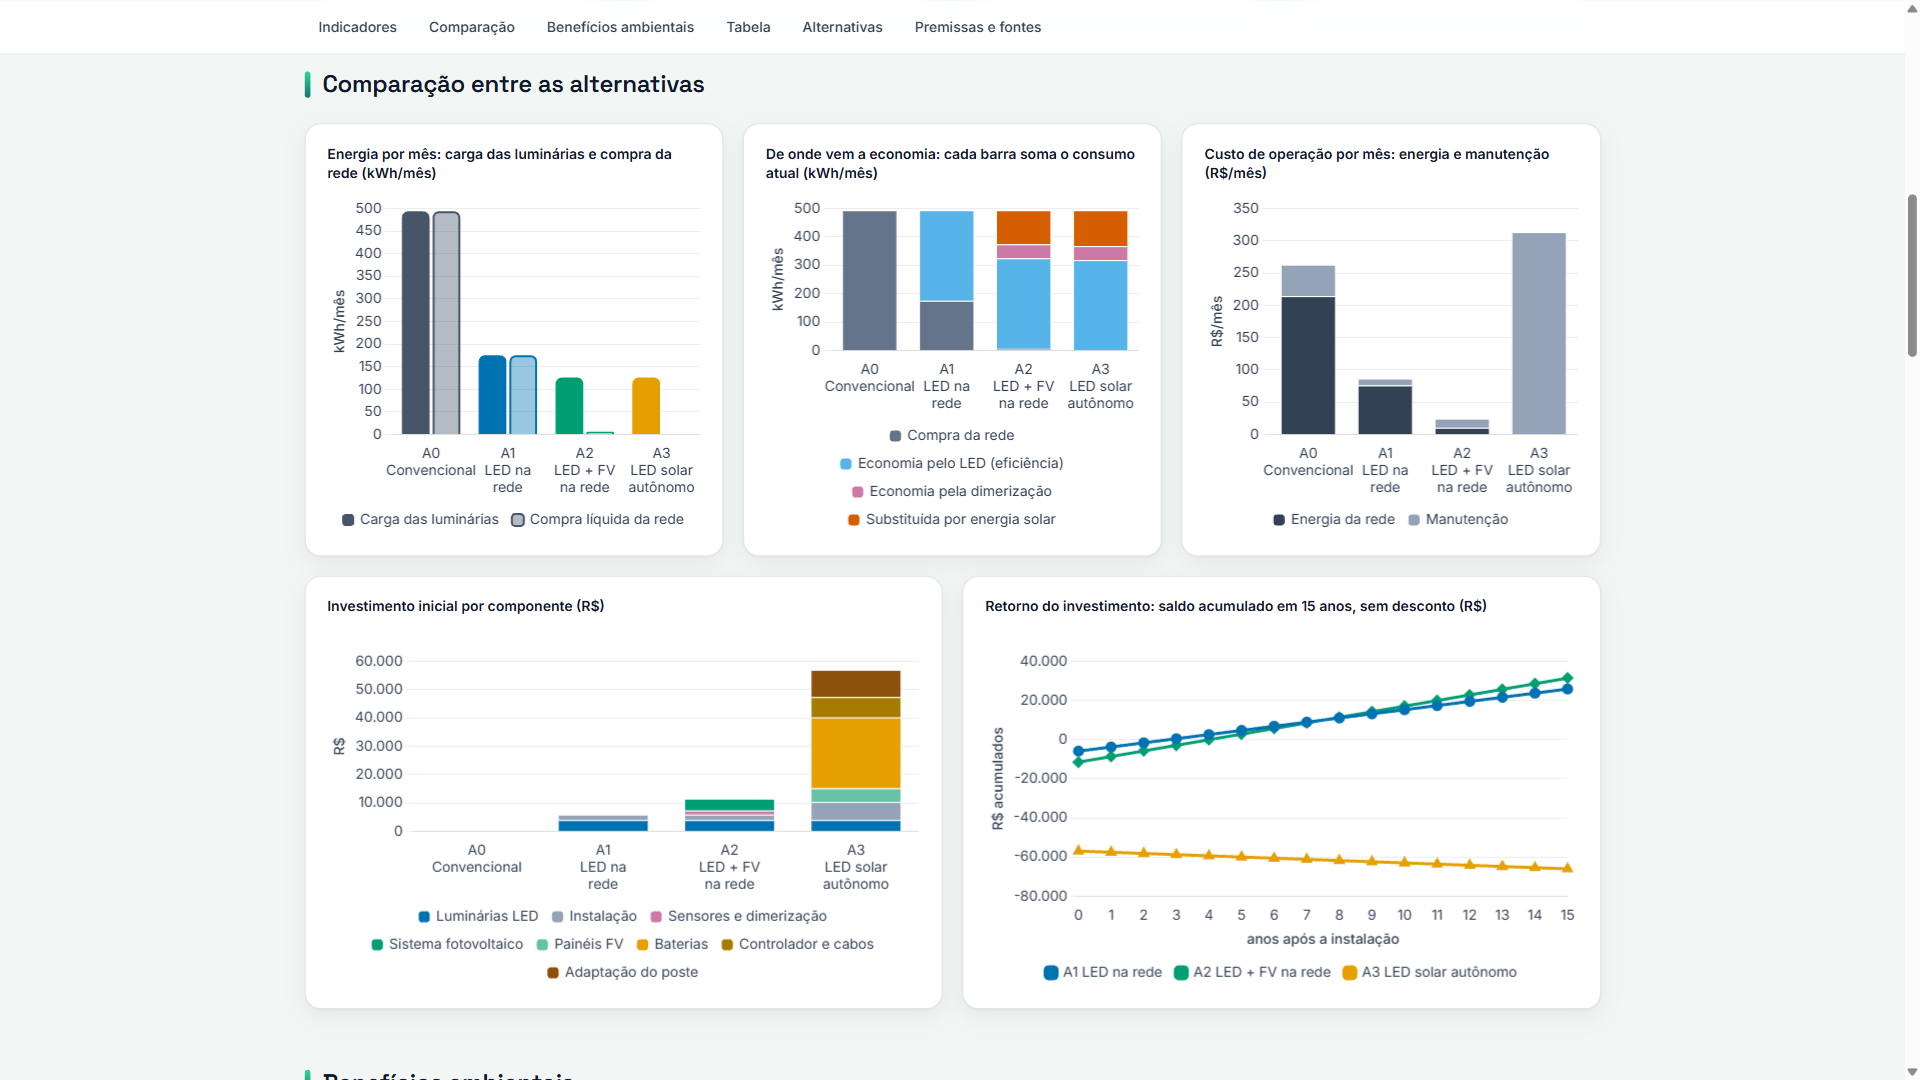 Indicadores Comparação Benefícios ambientais Tabela Alternativas Premissas e fontes
Comparação entre as alternativas
Energia por mês: carga das luminárias e compra da
rede (kWh/mês)
500
450
400
350
300
250
200
150
100
50
0
kWh/mês
A0
Convencional
A1
LED na
rede
A2
LED + FV
na rede
A3
LED solar
autônomo
Carga das luminárias
Compra líquida da rede
De onde vem a economia: cada barra soma o consumo
atual (kWh/mês)
500
400
300
200
100
0
kWh/mês
A0
Convencional
A1
LED na
rede
A2
LED + FV
na rede
A3
LED solar
autônomo
Compra da rede
Economia pelo LED (eficiência)
Economia pela dimerização
Substituída por energia solar
Custo de operação por mês: energia e manutenção
(R$/mês)
350
300
250
200
150
100
50
0
R$/mês
A0
Convencional
A1
LED na
rede
A2
LED + FV
na rede
A3
LED solar
autônomo
Energia da rede
Manutenção
Investimento inicial por componente (R$)
60.000
50.000
40.000
30.000
20.000
10.000
0
R$
A0
Convencional
A1
LED na
rede
A2
LED + FV
na rede
A3
LED solar
autônomo
Luminárias LED
Instalação
Sensores e dimerização
Sistema fotovoltaico
Painéis FV
Baterias
Controlador e cabos
Adaptação do poste
Retorno do investimento: saldo acumulado em 15 anos, sem desconto (R$)
40.000
20.000
0
-20.000
-40.000
-60.000
-80.000
R$ acumulados
0 1 2 3 4 5 6 7 8 9 10 11 12 13 14 15
anos após a instalação
A1 LED na rede
A2 LED + FV na rede
A3 LED solar autônomo
Benefícios ambientais